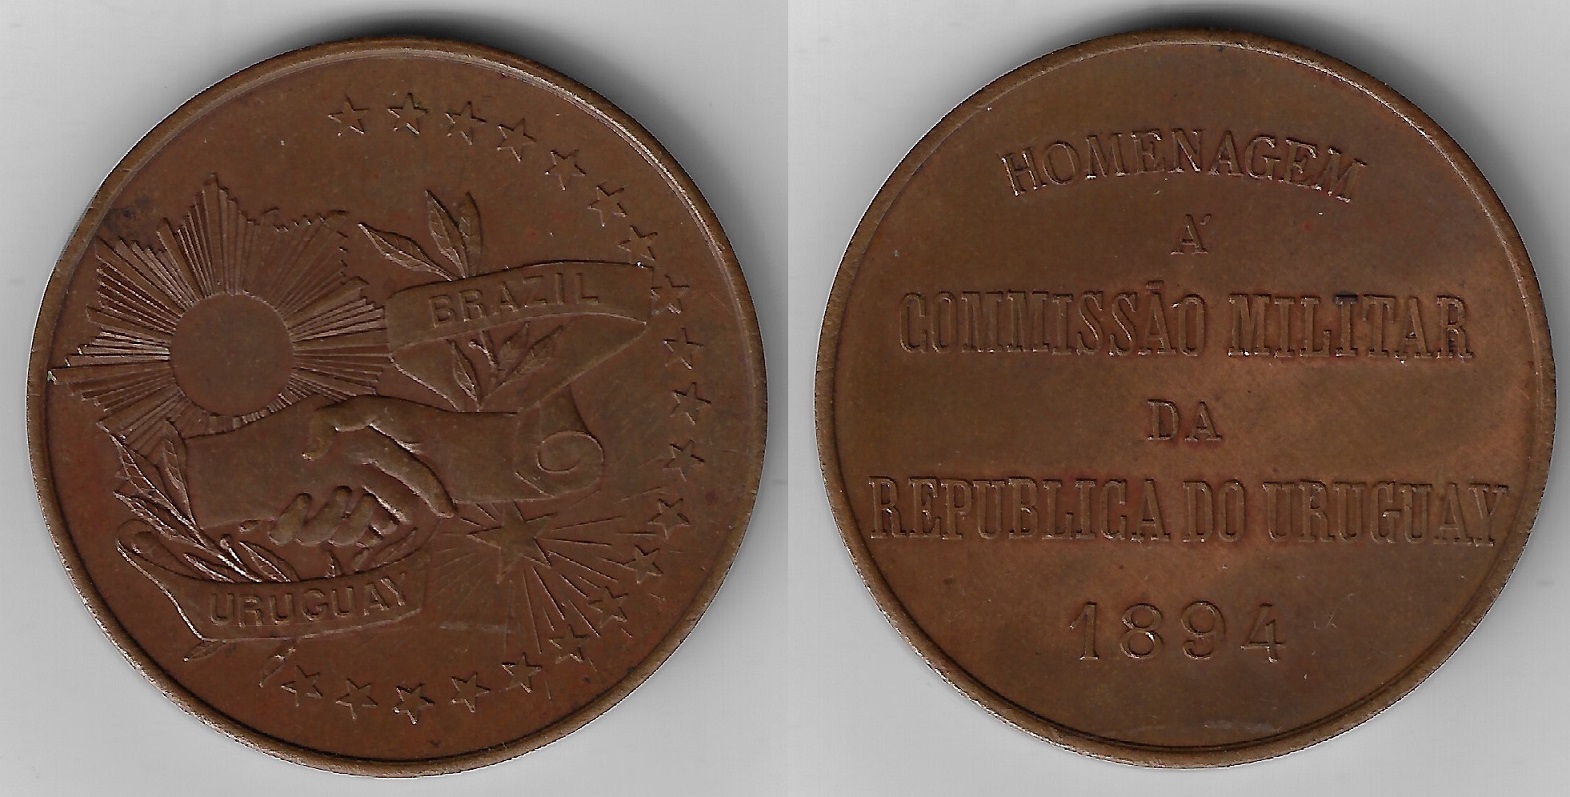 BRAZIL
URUGUAY
HOMENAGEM
Á
COMMISSÃO MILITAR
DA
REPUBLICA DO URUGUAY
1894